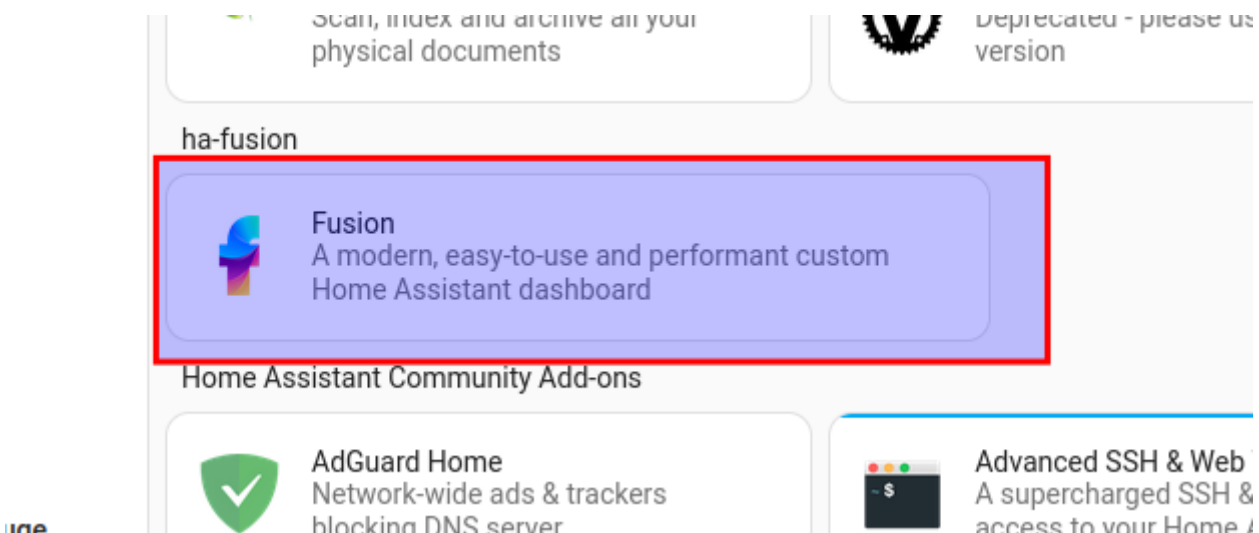 Scan, index and archive all your
physical documents
Deprecated - please us
version
ha-fusion
Fusion
A modern, easy-to-use and performant custom
Home Assistant dashboard
Home Assistant Community Add-ons
AdGuard Home
Network-wide ads & trackers
blocking DNS server
Advanced SSH & Web
A supercharged SSH &
access to your Home A
~ $
uge